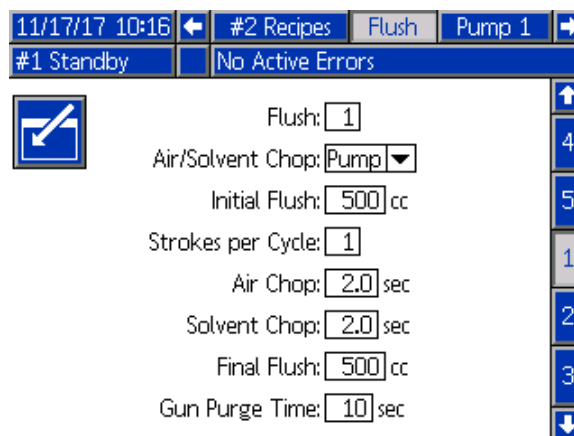 11/17/17 10:16 #2 Recipes Flush Pump 1
#1 Standby No Active Errors
Flush: 1
4
Air/Solvent Chop: Pump
Initial Flush: 500 cc
5
Strokes per Cycle: 1
1
Air Chop: 2.0 sec
Solvent Chop: 2.0 sec
2
Final Flush: 500 cc
3
Gun Purge Time: 10 sec